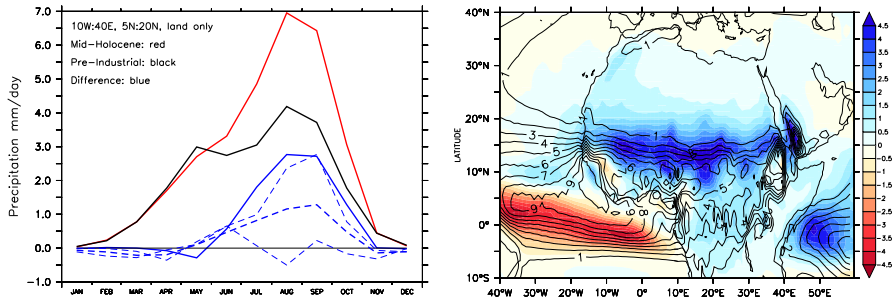 10W:40E, 5N:20N, land only
Mid-Holocene: red
Pre-Industrial: black
Difference: blue
Precipitation mm/day
7.0
6.0
5.0
4.0
3.0
2.0
1.0
0.0
-1.0
JAN FEB MAR APR MAY JUN JUL AUG SEP OCT NOV DEC
LATITUDE
40°N
30°N
20°N
10°N
0°N
10°S
40°W 30°W 20°W 10°W 0°E 10°E 20°E 30°E 40°E 50°E
4.5
4
3.5
3
2.5
2
1.5
1
0.5
0
-0.5
-1
-1.5
-2
-2.5
-3
-3.5
-4
-4.5